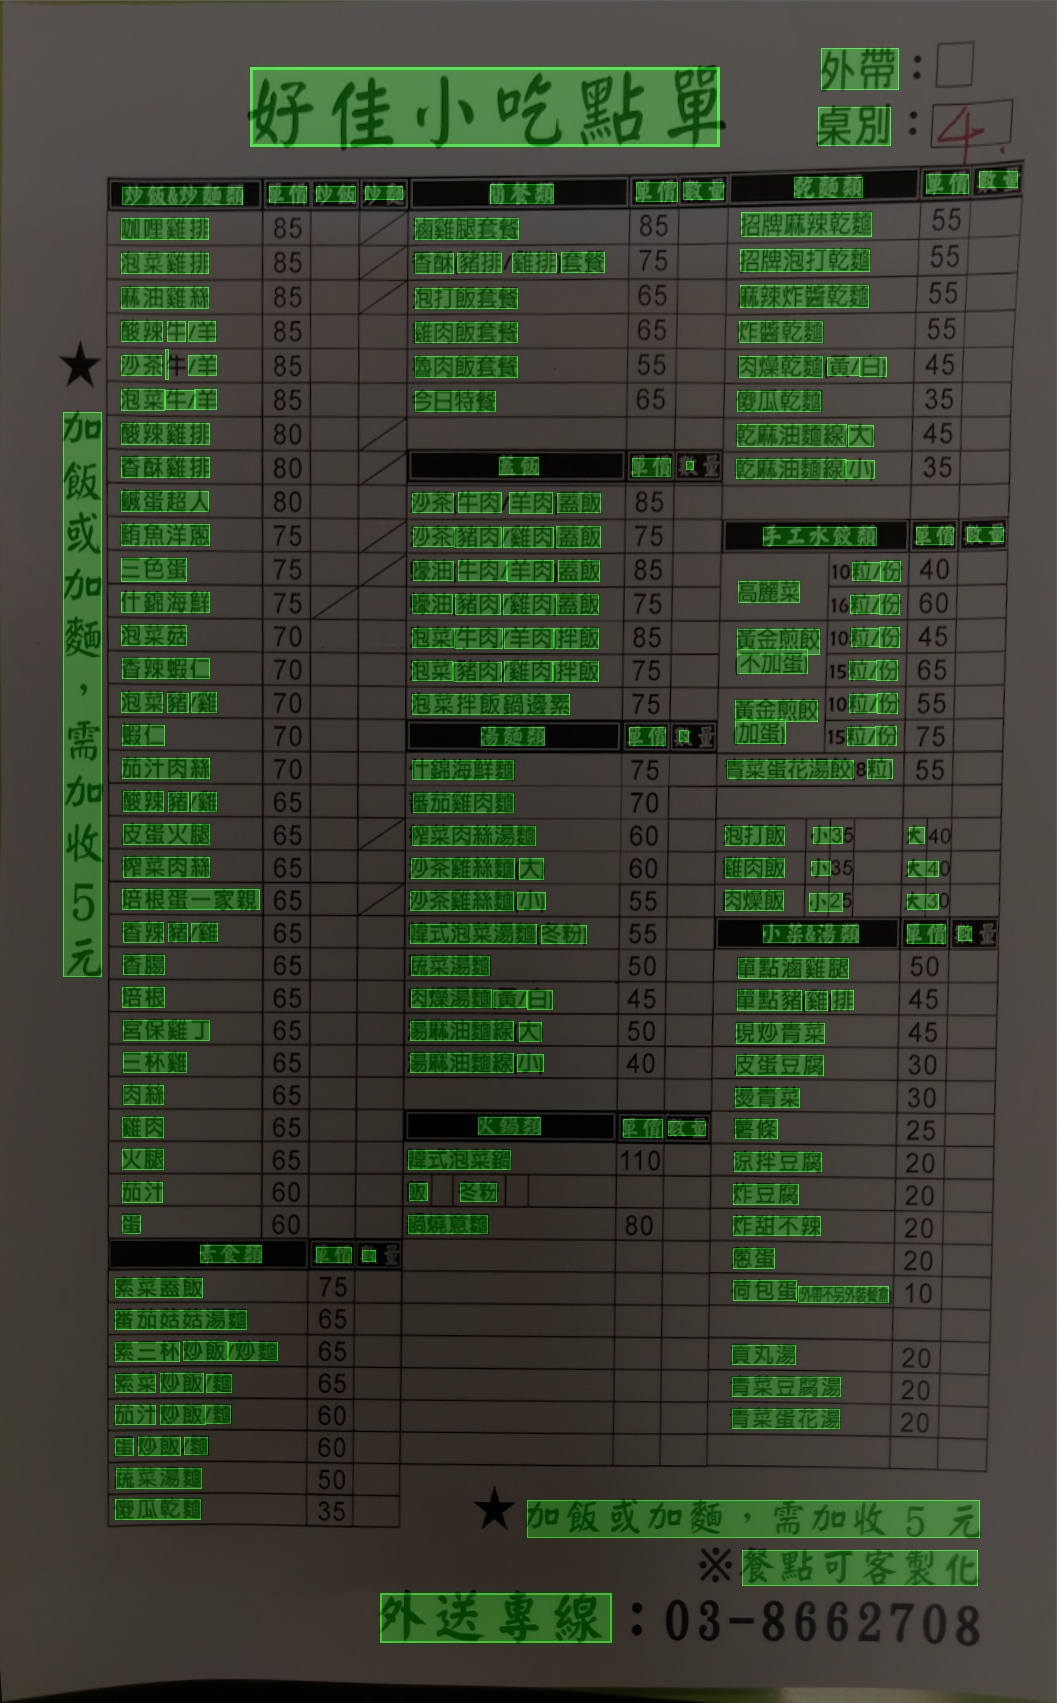 好佳小吃點單
外帶：
桌別：4.
炒飯&炒麵類 單價 炒飯 炒麵
咖哩雞排 85
泡菜雞排 85
麻油雞絲 85
酸辣牛/羊 85
沙茶牛/羊 85
泡菜牛/羊 85
酸辣雞排 80
香酥雞排 80
鹹蛋超人 80
鮪魚洋蔥 75
三色蛋 75
什錦海鮮 75
泡菜菇 70
香辣蝦仁 70
泡菜豬/雞 70
蝦仁 70
茄汁肉絲 70
酸辣豬/雞 65
皮蛋火腿 65
榨菜肉絲 65
培根蛋一家親 65
香辣豬/雞 65
香腸 65
培根 65
宮保雞丁 65
三杯雞 65
肉絲 65
雞肉 65
火腿 65
茄汁 60
蛋 60
素食類 單價 數量
素菜蓋飯 75
番茄菇菇湯麵 65
素三杯炒飯/炒麵 65
素菜炒飯/麵 65
茄汁炒飯/麵 60
蛋炒飯/麵 60
蔬菜湯麵 50
傻瓜乾麵 35
簡餐類 單價 數量
滷雞腿套餐 85
香酥豬排/雞排套餐 75
泡打飯套餐 65
雞肉飯套餐 65
魯肉飯套餐 55
今日特餐 65
蓋飯 單價 數量
沙茶牛肉/羊肉蓋飯 85
沙茶豬肉/雞肉蓋飯 75
蠔油牛肉/羊肉蓋飯 85
蠔油豬肉/雞肉蓋飯 75
泡菜牛肉/羊肉拌飯 85
泡菜豬肉/雞肉拌飯 75
泡菜拌飯鍋邊素 75
湯麵類 單價 數量
什錦海鮮麵 75
番茄雞肉麵 70
榨菜肉絲湯麵 60
沙茶雞絲麵大 60
沙茶雞絲麵小 55
韓式泡菜湯麵 冬粉 55
蔬菜湯麵 50
肉燥湯麵黃/白 45
湯麻油麵線大 50
湯麻油麵線小 40
火鍋類 單價 數量
韓式泡菜鍋 110
飯 冬粉
鍋燒意麵 80
乾麵類 單價 數量
招牌麻辣乾麵 55
招牌泡打乾麵 55
麻辣炸醬乾麵 55
炸醬乾麵 55
肉燥乾麵黃/白 45
傻瓜乾麵 35
乾麻油麵線大 45
乾麻油麵線小 35
手工水餃類 單價 數量
高麗菜 10粒/份 40
16粒/份 60
黃金煎餃不加蛋 10粒/份 45
15粒/份 65
黃金煎餃加蛋 10粒/份 55
15粒/份 75
青菜蛋花湯餃8粒 55
泡打飯 小35 大40
雞肉飯 小35 大40
肉燥飯 小25 大30
小菜&湯類 單價 數量
單點滷雞腿 50
單點豬雞排 45
現炒青菜 45
皮蛋豆腐 30
燙青菜 30
薯條 25
涼拌豆腐 20
炸豆腐 20
炸甜不辣 20
蔥蛋 20
荷包蛋外帶不另外裝餐盒 10
貢丸湯 20
青菜豆腐湯 20
青菜蛋花湯 20
★加飯或加麵，需加收5元
★加飯或加麵，需加收5元
※餐點可客製化
外送專線：03-8662708